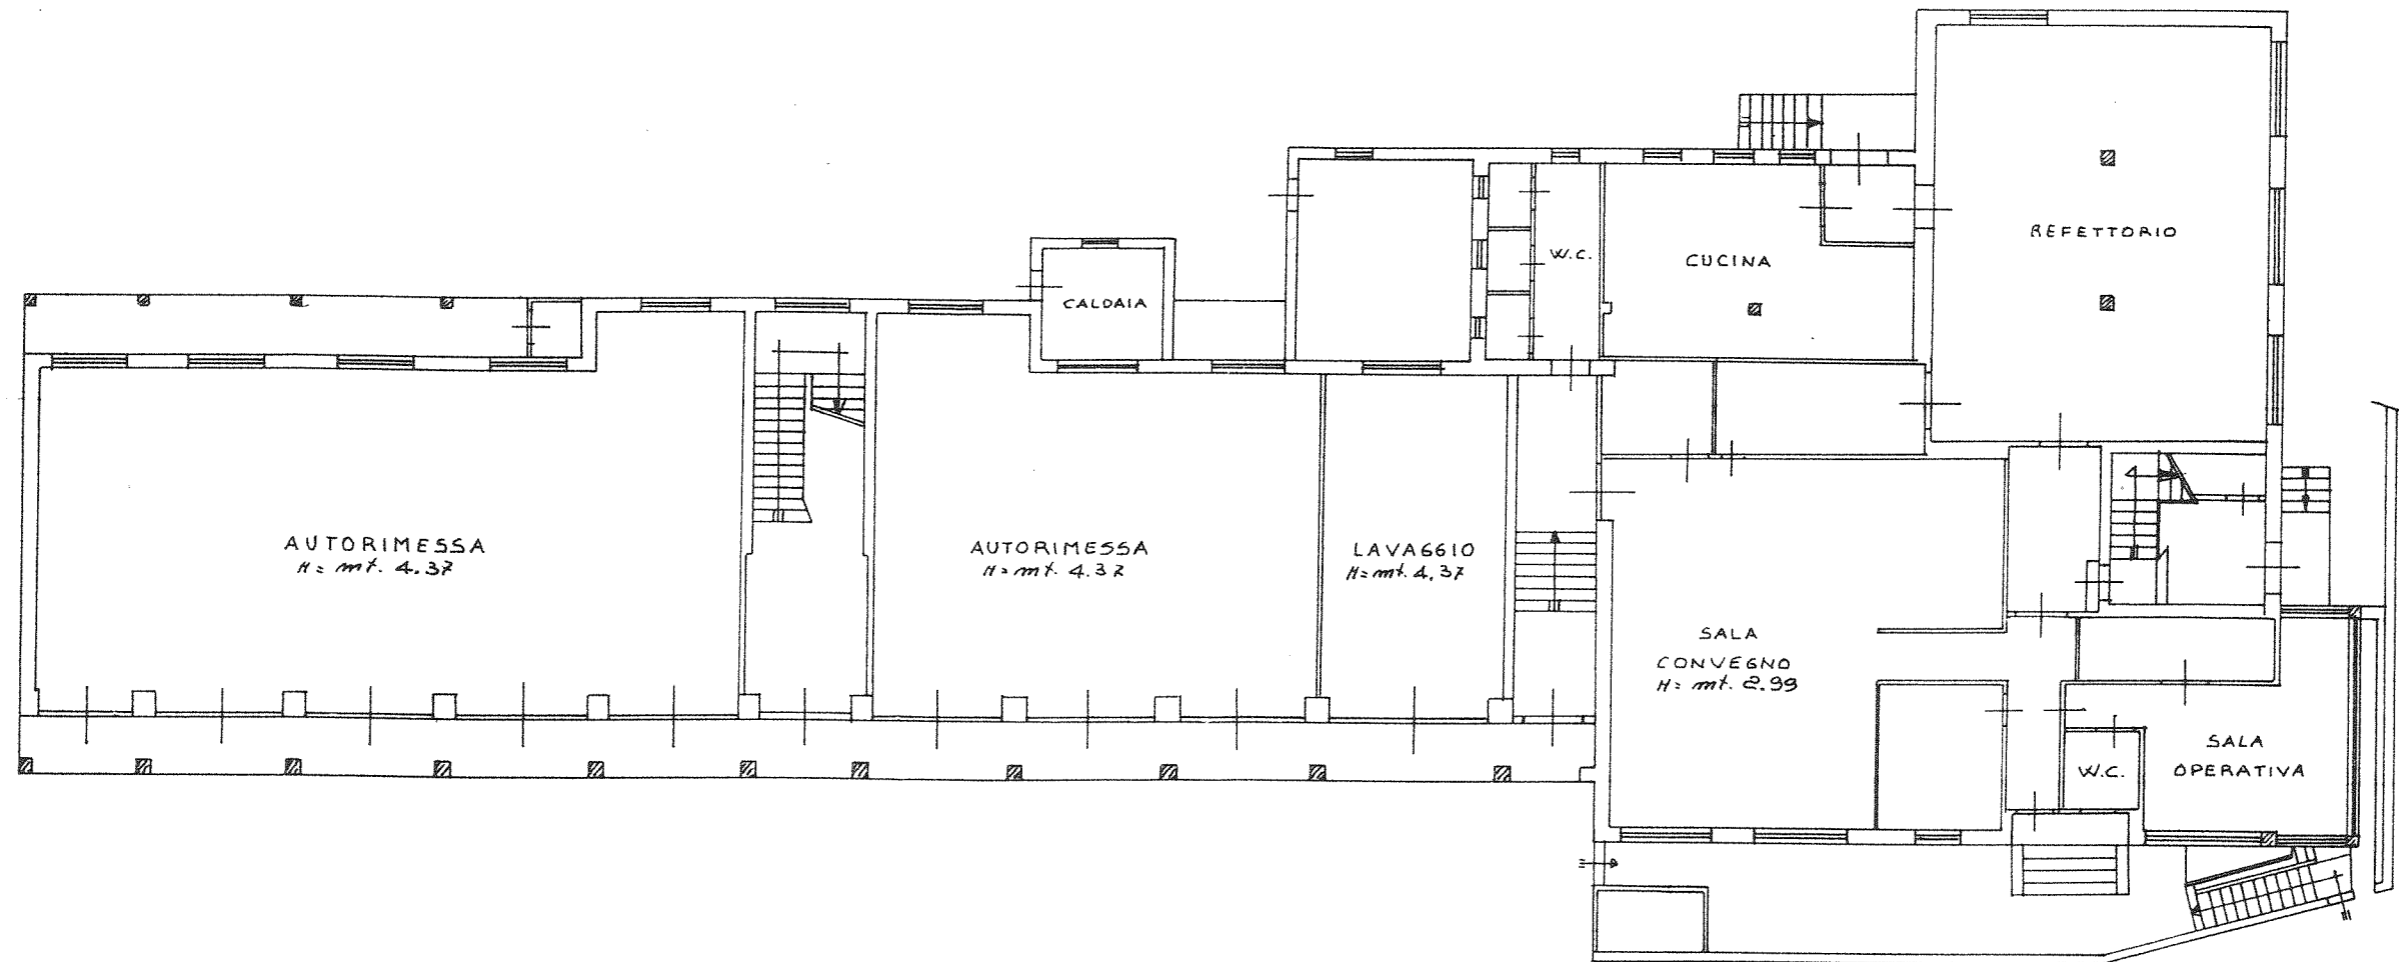 REFETTORIO
W.C.
CUCINA
CALDAIA
AUTORIMESSA
H= mt. 4.37
AUTORIMESSA
H= mt. 4.37
LAVAGGIO
H= mt. 4,37
SALA
CONVEGNO
H= mt. 2.99
SALA
OPERATIVA
W.C.